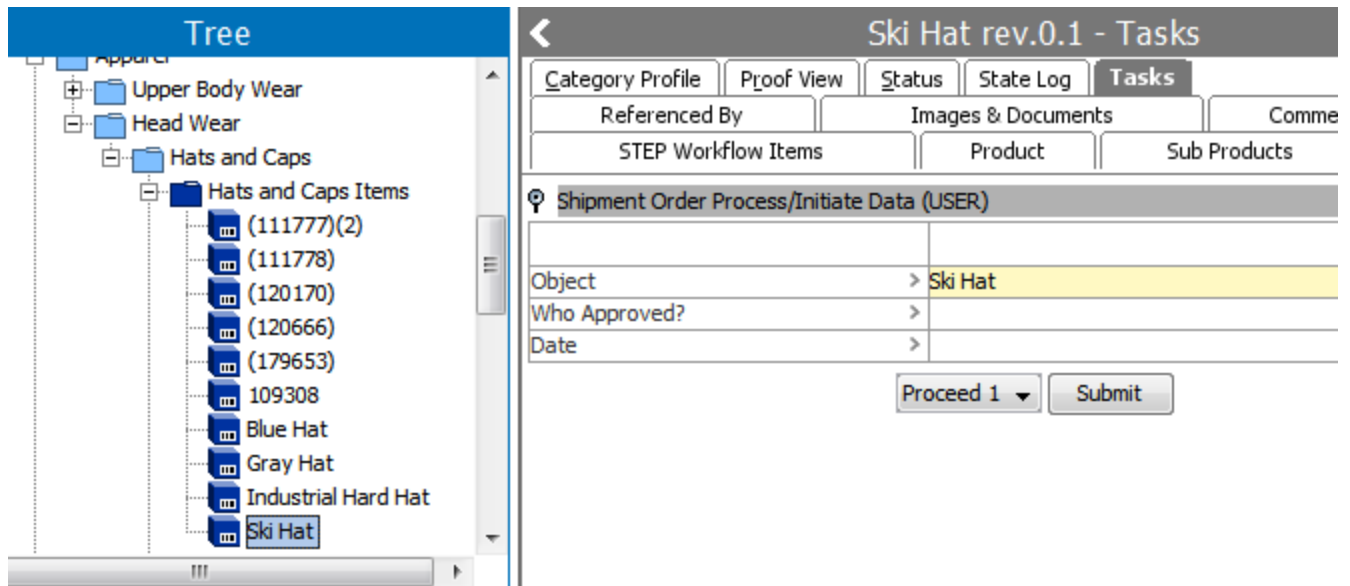 Tree
Apparel
Upper Body Wear
Head Wear
Hats and Caps
Hats and Caps Items
(111777)(2)
(111778)
(120170)
(120666)
(179653)
109308
Blue Hat
Gray Hat
Industrial Hard Hat
Ski Hat
Ski Hat rev.0.1 - Tasks
Category Profile Proof View Status State Log Tasks
Referenced By Images & Documents Comme
STEP Workflow Items Product Sub Products
Shipment Order Process/Initiate Data (USER)
Object > Ski Hat
Who Approved? >
Date >
Proceed 1 Submit